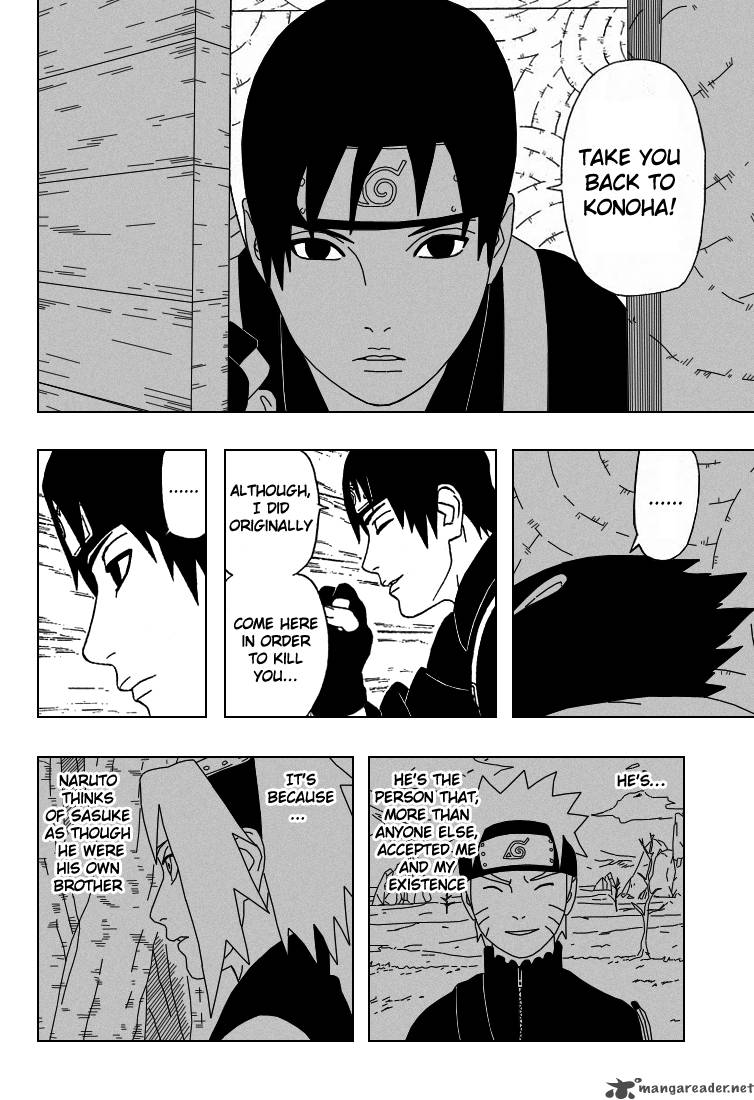 TAKE YOU
BACK TO
KONOHA!
......
ALTHOUGH,
I DID
ORIGINALLY
COME HERE
IN ORDER
TO KILL
YOU...
......
HE'S...
HE'S THE
PERSON THAT,
MORE THAN
ANYONE ELSE,
ACCEPTED ME
AND MY
EXISTENCE
IT'S
BECAUSE
...
NARUTO
THINKS
OF SASUKE
AS THOUGH
HE WERE
HIS OWN
BROTHER
mangareader.net